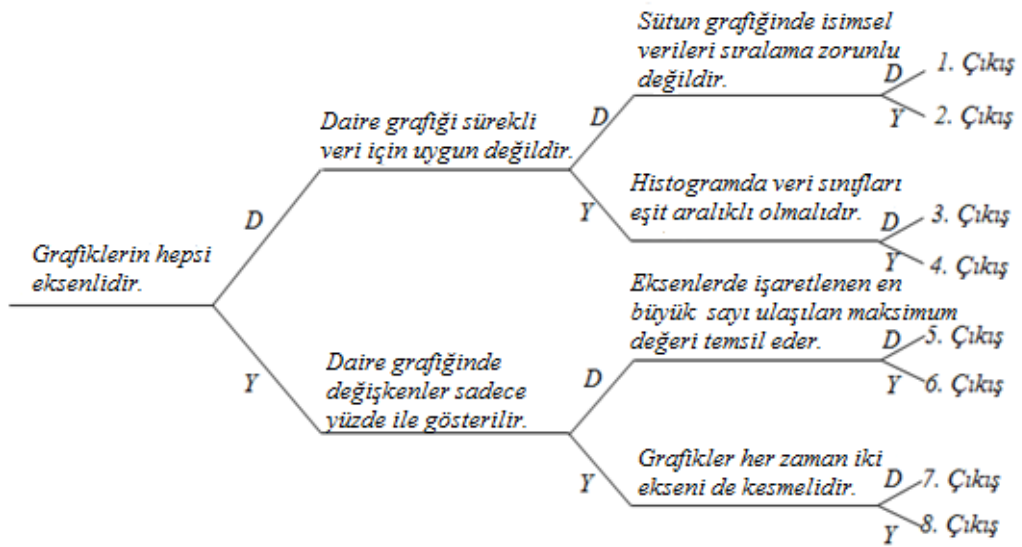 Sütun grafiğinde isimsel
verileri sıralama zorunlu
değildir.
D
1. Çıkış
Y
2. Çıkış
Daire grafiği sürekli
veri için uygun değildir.
D
Y
Histogramda veri sınıfları
eşit aralıklı olmalıdır.
D
3. Çıkış
Y
4. Çıkış
D
Grafiklerin hepsi
eksenlidir.
Y
Eksenlerde işaretlenen en
büyük sayı ulaşılan maksimum
değeri temsil eder.
D
5. Çıkış
Y
6. Çıkış
Daire grafiğinde
değişkenler sadece
yüzde ile gösterilir.
D
Y
Grafikler her zaman iki
ekseni de kesmelidir.
D
7. Çıkış
Y
8. Çıkış